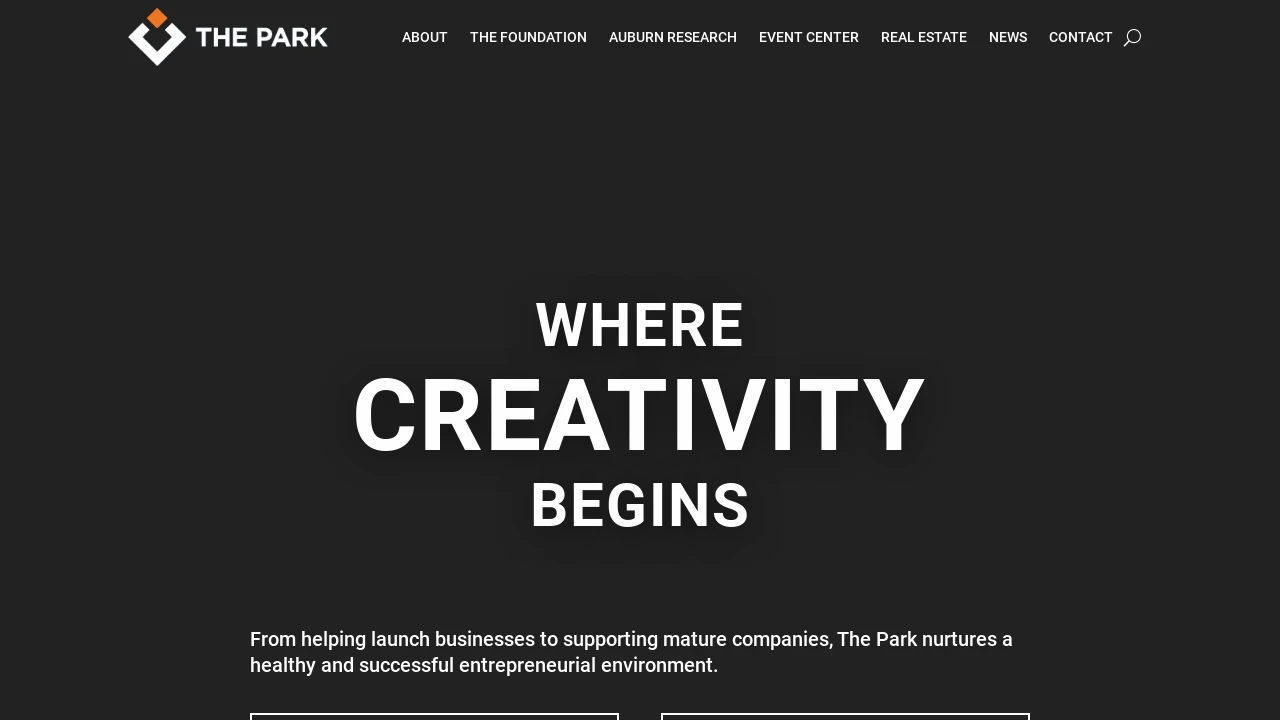 THE PARK
ABOUT THE FOUNDATION AUBURN RESEARCH EVENT CENTER REAL ESTATE NEWS CONTACT
WHERE
CREATIVITY
BEGINS
From helping launch businesses to supporting mature companies, The Park nurtures a
healthy and successful entrepreneurial environment.